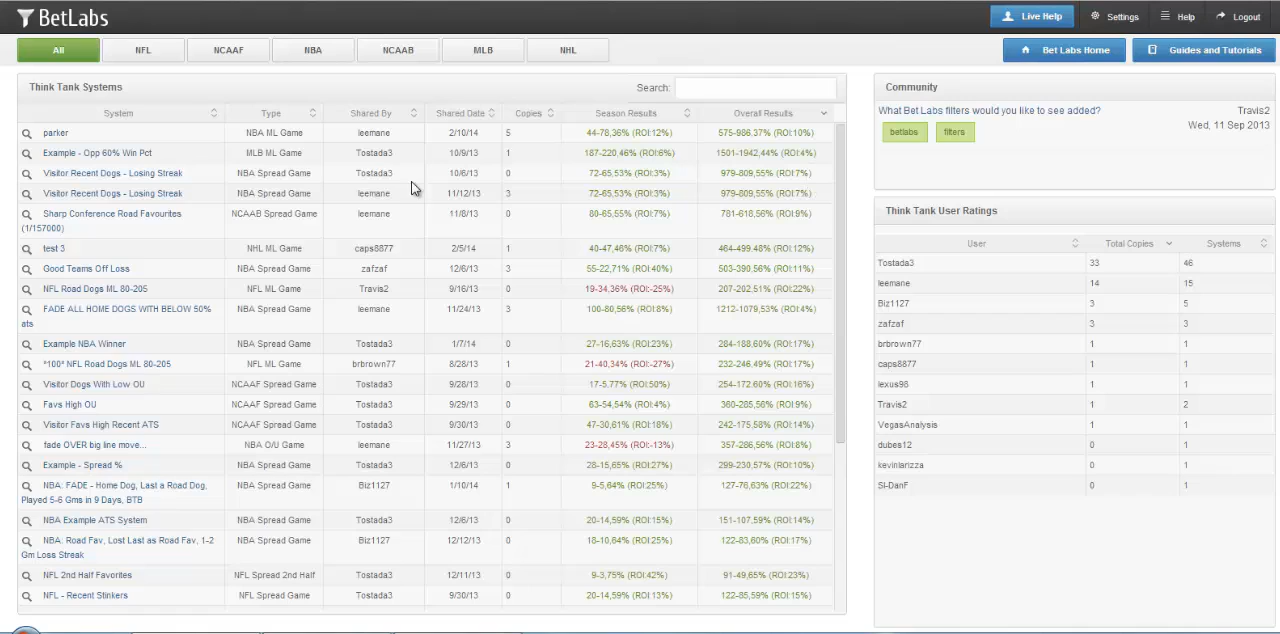 BetLabs
Live Help Settings Help Logout
All NFL NCAAF NBA NCAAB MLB NHL Bet Labs Home Guides and Tutorials
Think Tank Systems Search:
System Type Shared By Shared Date Copies Season Results Overall Results
parker NBA ML Game leemane 2/10/14 5 44-78,36% (ROI:12%) 575-986,37% (ROI:10%)
Example - Opp 60% Win Pct MLB ML Game Tostada3 10/9/13 1 187-220,46% (ROI:6%) 1501-1942,44% (ROI:4%)
Visitor Recent Dogs - Losing Streak NBA Spread Game Tostada3 10/6/13 0 72-65,53% (ROI:3%) 979-809,55% (ROI:7%)
Visitor Recent Dogs - Losing Streak NBA Spread Game leemane 11/12/13 3 72-65,53% (ROI:3%) 979-809,55% (ROI:7%)
Sharp Conference Road Favourites NCAAB Spread Game leemane 11/8/13 0 80-65,55% (ROI:7%) 781-618,56% (ROI:9%)
(1/157000)
test 3 NHL ML Game caps8877 2/5/14 1 40-47,46% (ROI:7%) 464-499,48% (ROI:12%)
Good Teams Off Loss NBA Spread Game zafzaf 12/6/13 3 55-22,71% (ROI:40%) 503-390,56% (ROI:11%)
NFL Road Dogs ML 80-205 NFL ML Game Travis2 9/16/13 0 19-34,36% (ROI:-25%) 207-202,51% (ROI:22%)
FADE ALL HOME DOGS WITH BELOW 50% NBA Spread Game leemane 11/24/13 3 100-80,56% (ROI:8%) 1212-1079,53% (ROI:4%)
ats
Example NBA Winner NBA Spread Game Tostada3 1/7/14 0 27-16,63% (ROI:23%) 284-188,60% (ROI:17%)
*100* NFL Road Dogs ML 80-205 NFL ML Game brbrown77 8/28/13 1 21-40,34% (ROI:-27%) 232-246,49% (ROI:17%)
Visitor Dogs With Low OU NCAAF Spread Game Tostada3 9/28/13 0 17-5,77% (ROI:50%) 254-172,60% (ROI:16%)
Favs High OU NCAAF Spread Game Tostada3 9/29/13 0 63-54,54% (ROI:4%) 360-285,56% (ROI:9%)
Visitor Favs High Recent ATS NCAAF Spread Game Tostada3 9/30/13 0 47-30,61% (ROI:18%) 242-175,58% (ROI:14%)
fade OVER big line move... NBA O/U Game leemane 11/27/13 3 23-28,45% (ROI:-13%) 357-286,56% (ROI:8%)
Example - Spread % NBA Spread Game Tostada3 12/6/13 0 28-15,65% (ROI:27%) 299-230,57% (ROI:10%)
NBA: FADE - Home Dog, Last a Road Dog, NBA Spread Game Biz1127 1/10/14 1 9-5,64% (ROI:25%) 127-76,63% (ROI:22%)
Played 5-6 Gms in 9 Days, BTB
NBA Example ATS System NBA Spread Game Tostada3 12/6/13 0 20-14,59% (ROI:15%) 151-107,59% (ROI:14%)
NBA: Road Fav, Lost Last as Road Fav, 1-2 NBA Spread Game Biz1127 12/12/13 0 18-10,64% (ROI:25%) 122-83,60% (ROI:17%)
Gm Loss Streak
NFL 2nd Half Favorites NFL Spread 2nd Half Tostada3 12/11/13 0 9-3,75% (ROI:42%) 91-49,65% (ROI:23%)
NFL - Recent Stinkers NFL Spread Game Tostada3 9/30/13 0 20-14,59% (ROI:13%) 122-85,59% (ROI:15%)
Community
What Bet Labs filters would you like to see added? Travis2
betlabs filters Wed, 11 Sep 2013
Think Tank User Ratings
User Total Copies Systems
Tostada3 33 46
leemane 14 15
Biz1127 3 5
zafzaf 3 3
brbrown77 1 1
caps8877 1 1
lexus98 1 1
Travis2 1 2
VegasAnalysis 1 1
dubes12 0 1
kevinlarizza 0 1
SI-DanF 0 1